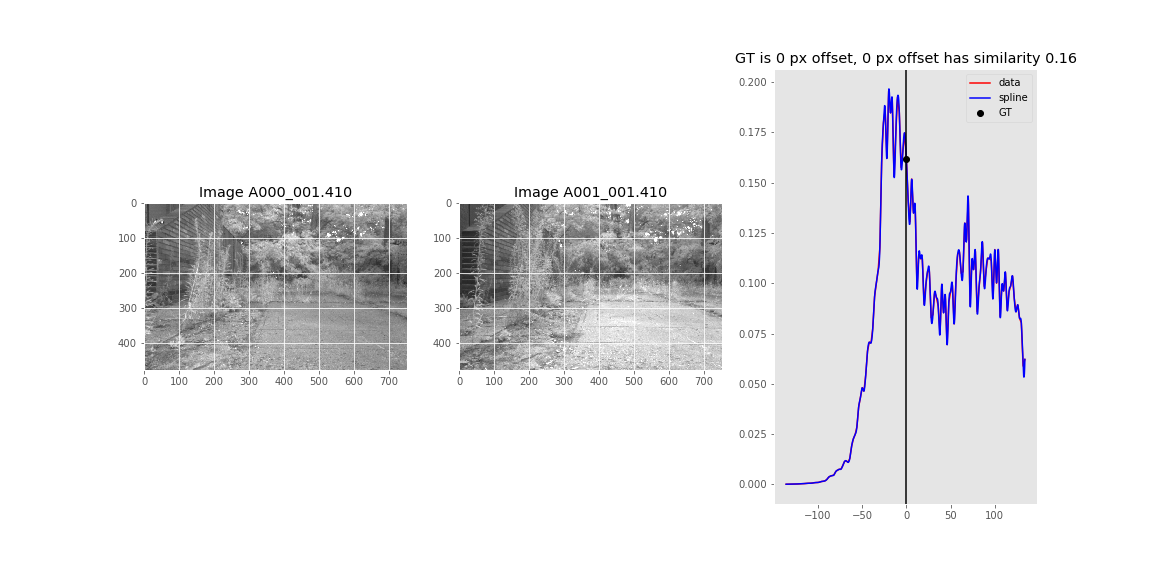 GT is 0 px offset, 0 px offset has similarity 0.16
Image A000_001.410
0
100
200
300
400
0 100 200 300 400 500 600 700
Image A001_001.410
0
100
200
300
400
0 100 200 300 400 500 600 700
data
spline
GT
0.200
0.175
0.150
0.125
0.100
0.075
0.050
0.025
0.000
−100 −50 0 50 100